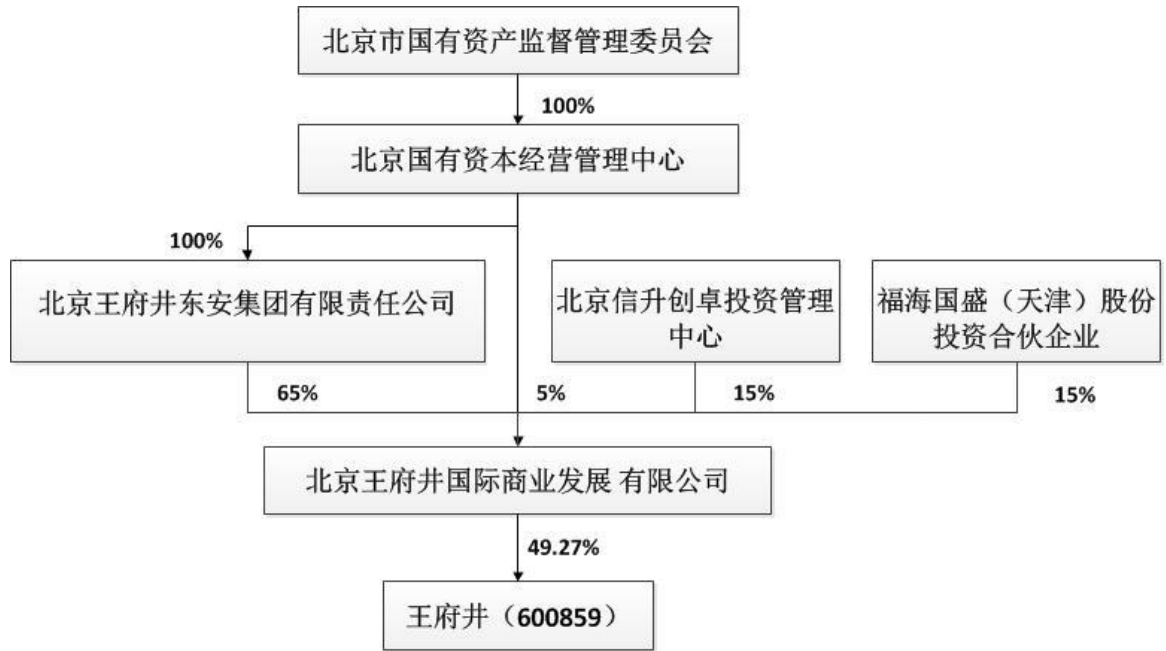 北京市国有资产监督管理委员会
100%
北京国有资本经营管理中心
100%
北京王府井东安集团有限责任公司
北京信升创卓投资管理
中心
福海国盛（天津）股份
投资合伙企业
65%
5%
15%
15%
北京王府井国际商业发展 有限公司
49.27%
王府井（600859）